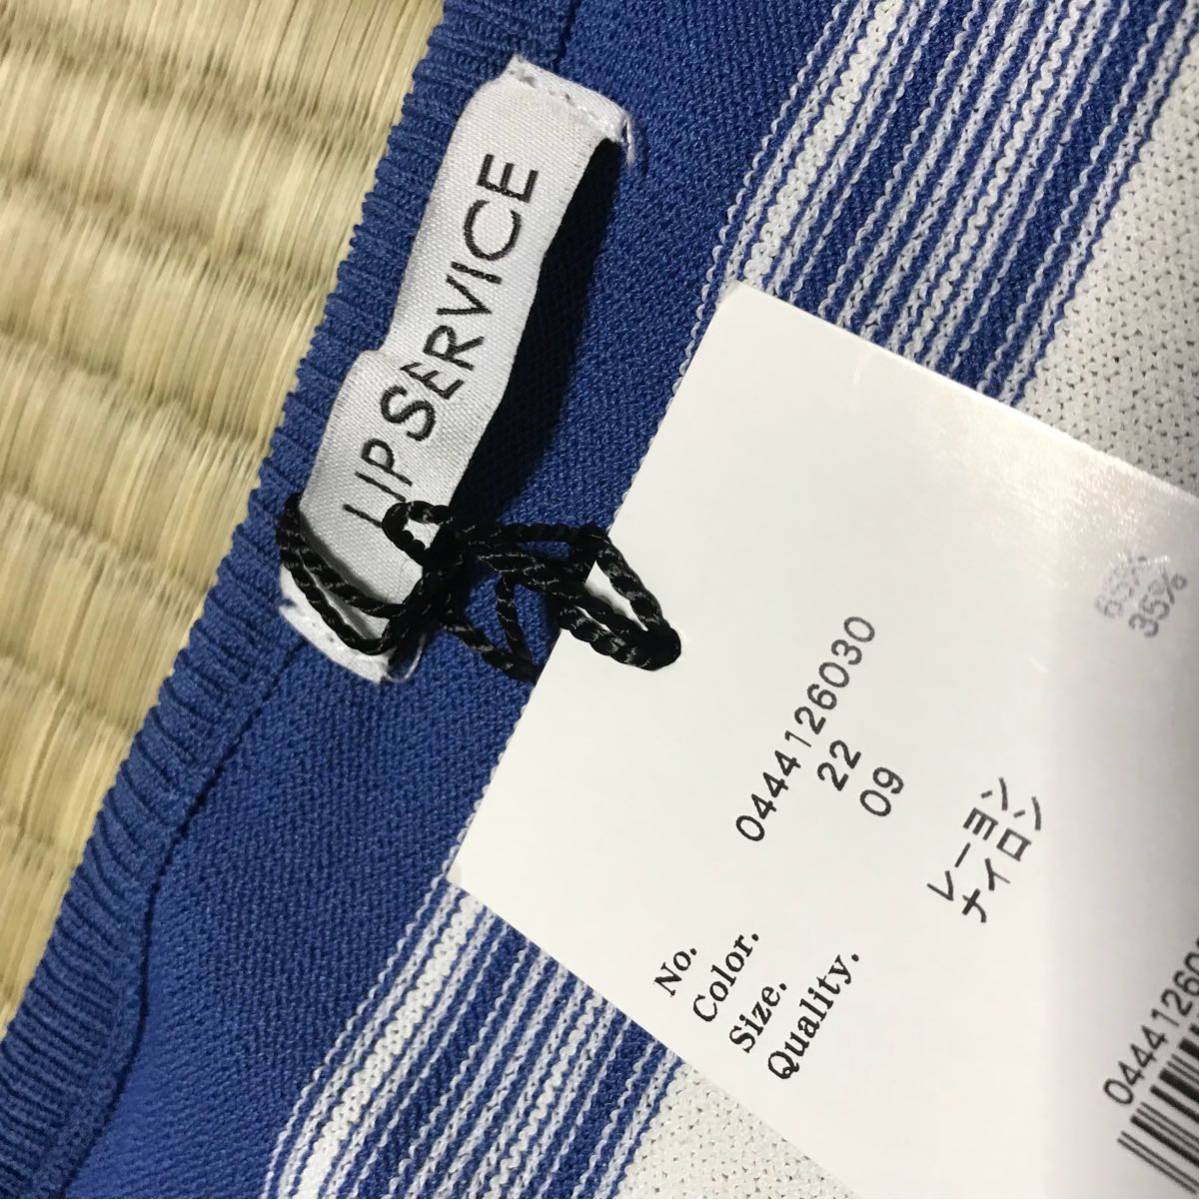 LIP SERVICE
No. 0444126030
Color. 22
Size. 09
Quality. レーヨン 65%
ナイロン 35%